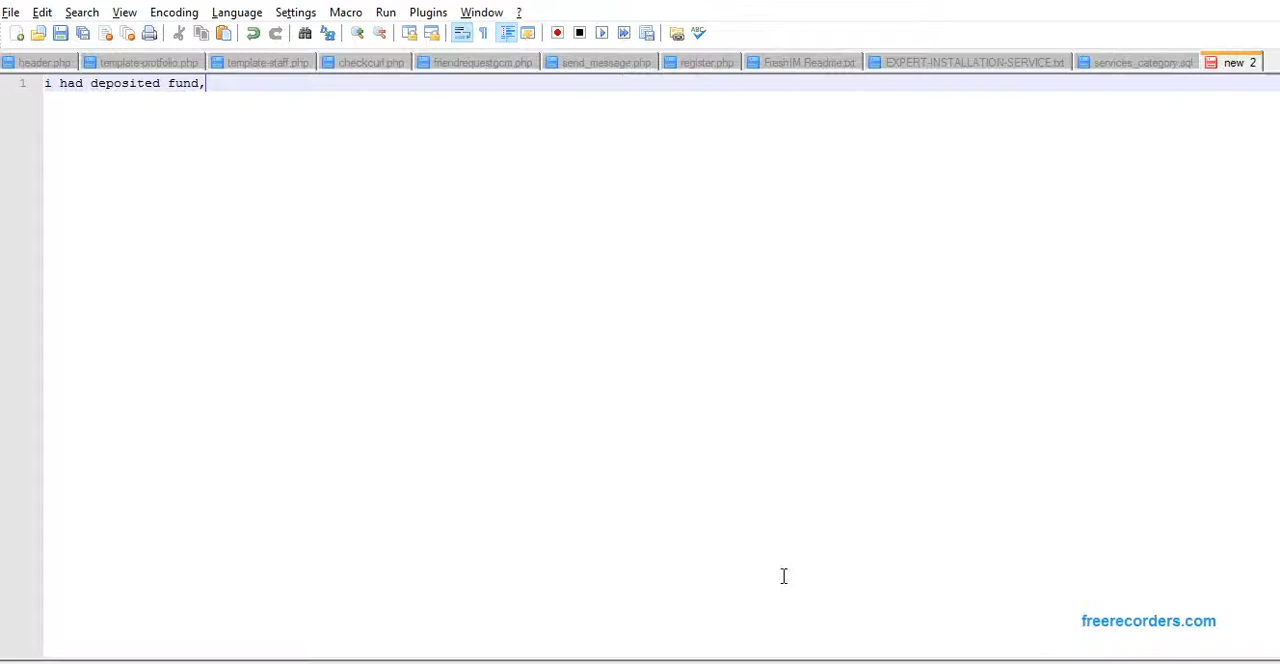 File Edit Search View Encoding Language Settings Macro Run Plugins Window ?
ABC
header.php template-protfolio.php template-staff.php checkourl.php friendrequestgcm.php send_message.php register.php FreshIM Readme.txt EXPERT-INSTALLATION-SERVICE.txt services_category.sql new 2
1 i had deposited fund,
freerecorders.com